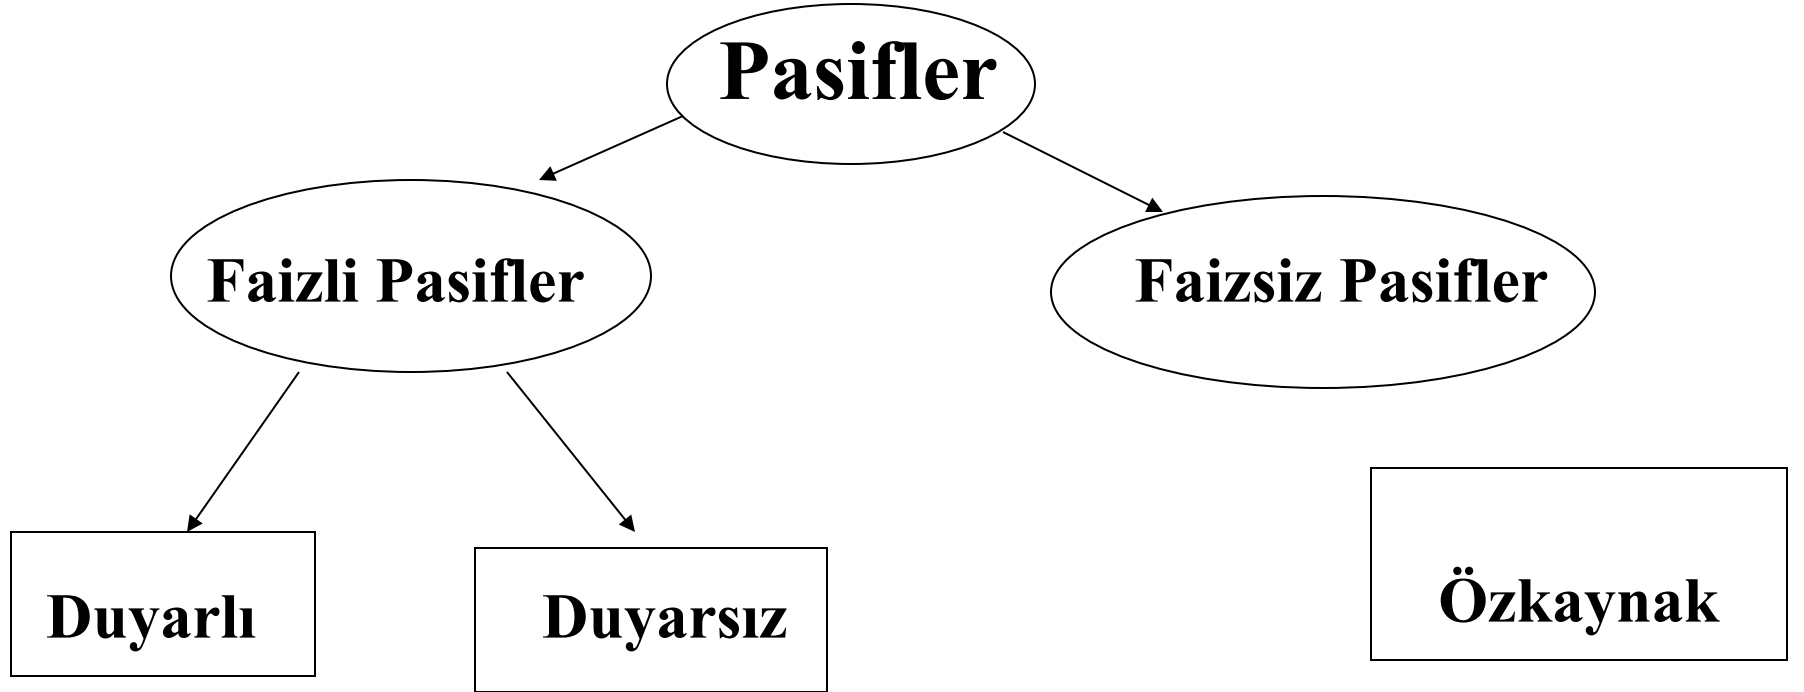 Pasifler
Faizli Pasifler
Faizsiz Pasifler
Duyarlı
Duyarsız
Özkaynak